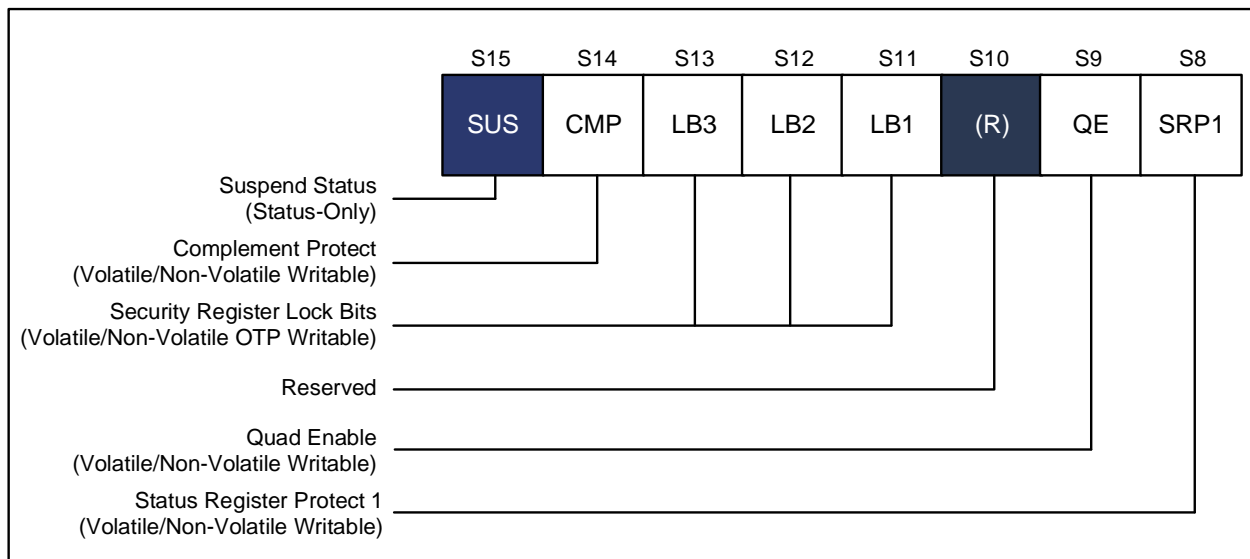 S15 S14 S13 S12 S11 S10 S9 S8
SUS CMP LB3 LB2 LB1 (R) QE SRP1
Suspend Status
(Status-Only)
Complement Protect
(Volatile/Non-Volatile Writable)
Security Register Lock Bits
(Volatile/Non-Volatile OTP Writable)
Reserved
Quad Enable
(Volatile/Non-Volatile Writable)
Status Register Protect 1
(Volatile/Non-Volatile Writable)